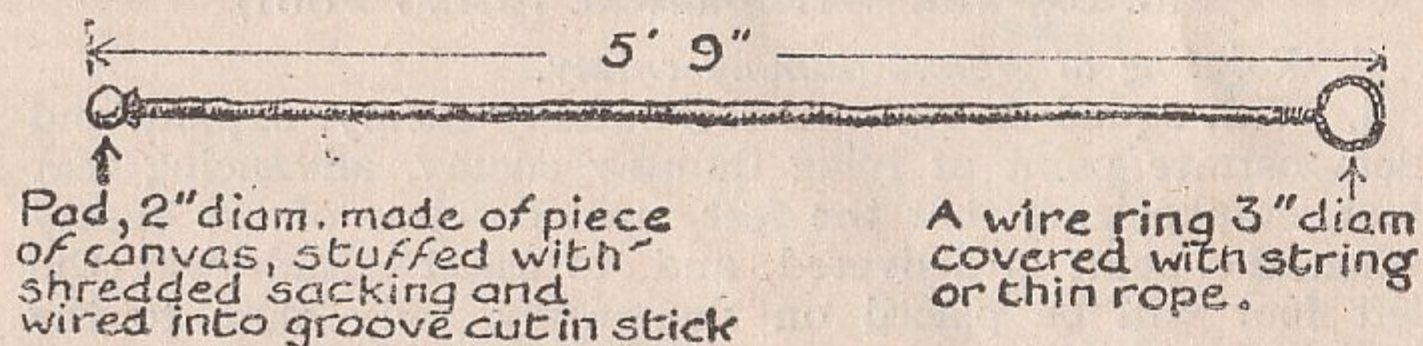 5' 9"
Pad, 2" diam. made of piece
of canvas, stuffed with
shredded sacking and
wired into groove cut in stick
A wire ring 3" diam
covered with string
or thin rope.